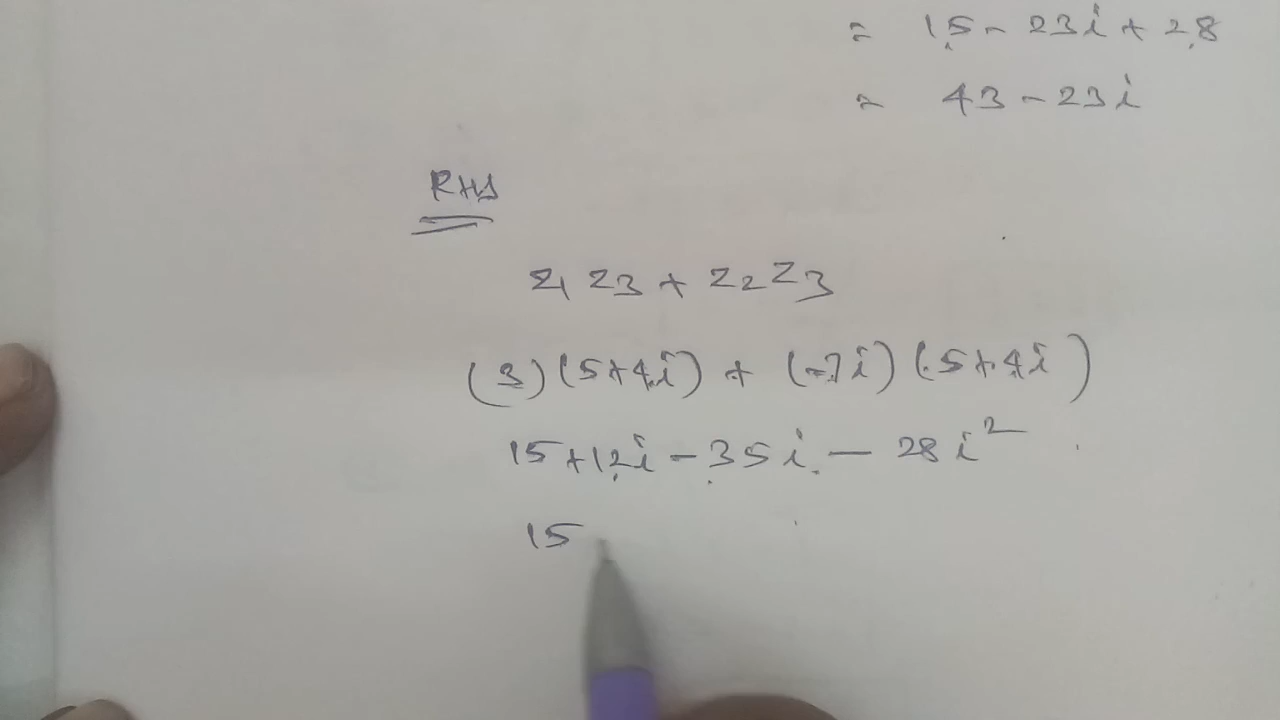 = 15 - 23i + 28
= 43 - 23i
RHS
z1 z3 + z2 z3
(3)(5+4i) + (-7i)(5+4i)
15+12i - 35i - 28i²
15